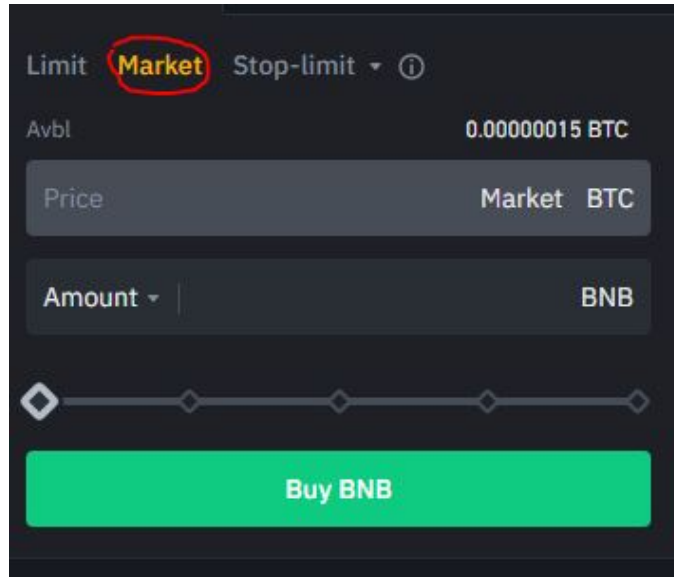 Limit Market Stop-limit
Avbl 0.00000015 BTC
Price Market BTC
Amount BNB
Buy BNB